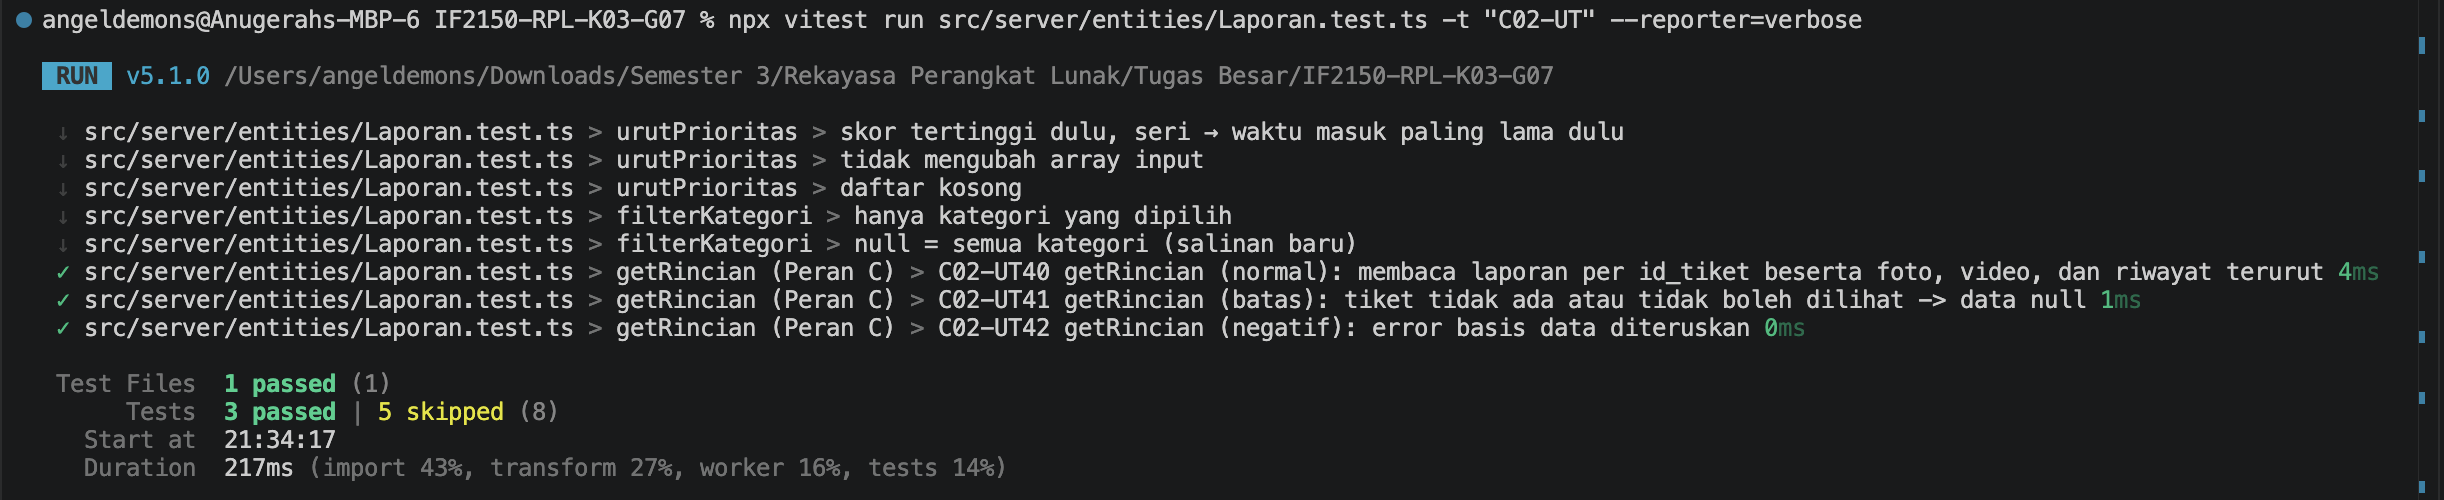 angeldemons@Anugerahs-MBP-6 IF2150-RPL-K03-G07 % npx vitest run src/server/entities/Laporan.test.ts -t "C02-UT" --reporter=verbose
RUN v5.1.0 /Users/angeldemons/Downloads/Semester 3/Rekayasa Perangkat Lunak/Tugas Besar/IF2150-RPL-K03-G07
↓ src/server/entities/Laporan.test.ts > urutPrioritas > skor tertinggi dulu, seri → waktu masuk paling lama dulu
↓ src/server/entities/Laporan.test.ts > urutPrioritas > tidak mengubah array input
↓ src/server/entities/Laporan.test.ts > urutPrioritas > daftar kosong
↓ src/server/entities/Laporan.test.ts > filterKategori > hanya kategori yang dipilih
↓ src/server/entities/Laporan.test.ts > filterKategori > null = semua kategori (salinan baru)
✓ src/server/entities/Laporan.test.ts > getRincian (Peran C) > C02-UT40 getRincian (normal): membaca laporan per id_tiket beserta foto, video, dan riwayat terurut 4ms
✓ src/server/entities/Laporan.test.ts > getRincian (Peran C) > C02-UT41 getRincian (batas): tiket tidak ada atau tidak boleh dilihat -> data null 1ms
✓ src/server/entities/Laporan.test.ts > getRincian (Peran C) > C02-UT42 getRincian (negatif): error basis data diteruskan 0ms
Test Files 1 passed (1)
Tests 3 passed | 5 skipped (8)
Start at 21:34:17
Duration 217ms (import 43%, transform 27%, worker 16%, tests 14%)